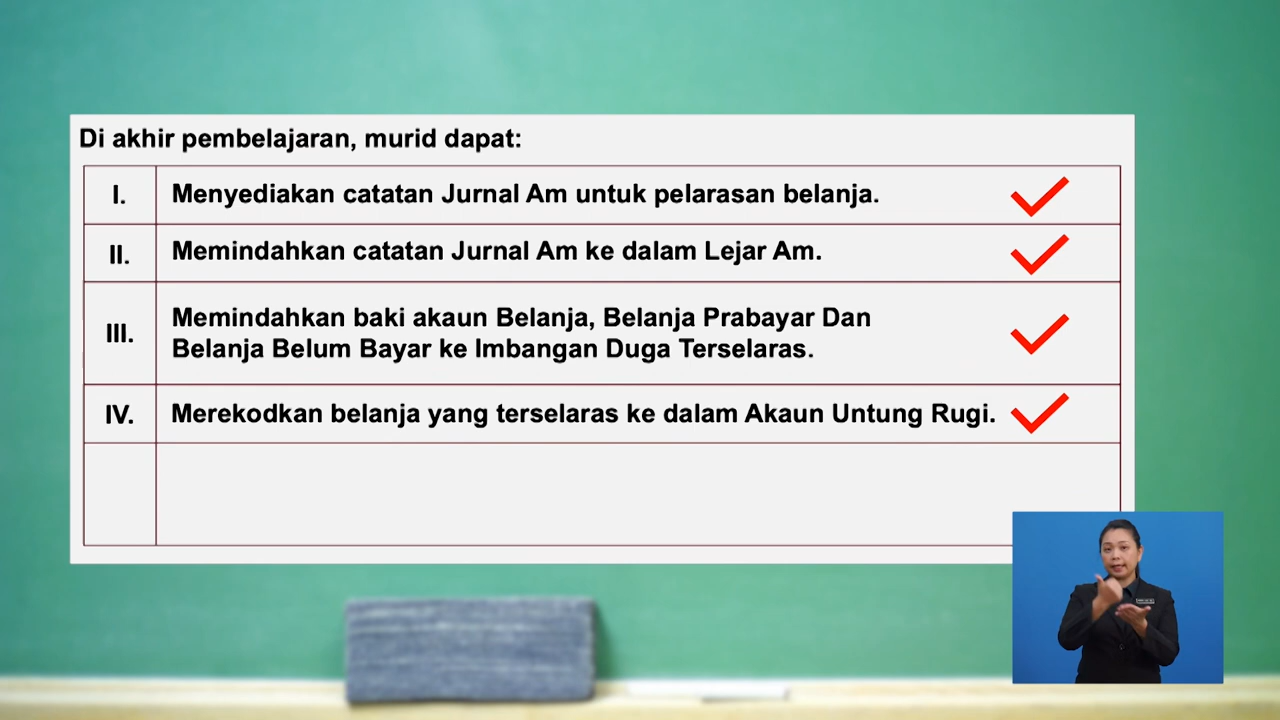 Di akhir pembelajaran, murid dapat:
I. Menyediakan catatan Jurnal Am untuk pelarasan belanja.
II. Memindahkan catatan Jurnal Am ke dalam Lejar Am.
III. Memindahkan baki akaun Belanja, Belanja Prabayar Dan
Belanja Belum Bayar ke Imbangan Duga Terselaras.
IV. Merekodkan belanja yang terselaras ke dalam Akaun Untung Rugi.